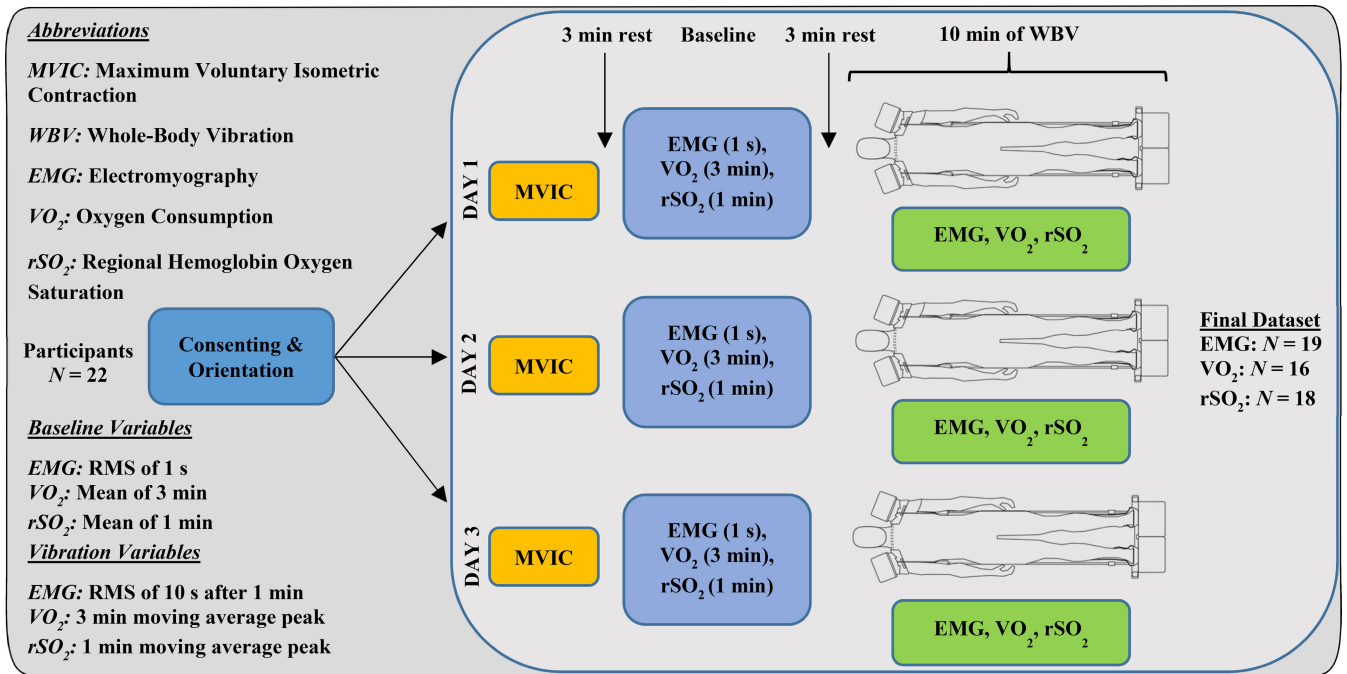 Abbreviations
MVIC: Maximum Voluntary Isometric
Contraction
WBV: Whole-Body Vibration
EMG: Electromyography
VO₂: Oxygen Consumption
rSO₂: Regional Hemoglobin Oxygen
Saturation
Participants
N = 22
Consenting &
Orientation
Baseline Variables
EMG: RMS of 1 s
VO₂: Mean of 3 min
rSO₂: Mean of 1 min
Vibration Variables
EMG: RMS of 10 s after 1 min
VO₂: 3 min moving average peak
rSO₂: 1 min moving average peak
3 min rest
Baseline
3 min rest
10 min of WBV
DAY 1
MVIC
EMG (1 s),
VO₂ (3 min),
rSO₂ (1 min)
EMG, VO₂, rSO₂
DAY 2
MVIC
EMG (1 s),
VO₂ (3 min),
rSO₂ (1 min)
EMG, VO₂, rSO₂
DAY 3
MVIC
EMG (1 s),
VO₂ (3 min),
rSO₂ (1 min)
EMG, VO₂, rSO₂
Final Dataset
EMG: N = 19
VO₂: N = 16
rSO₂: N = 18